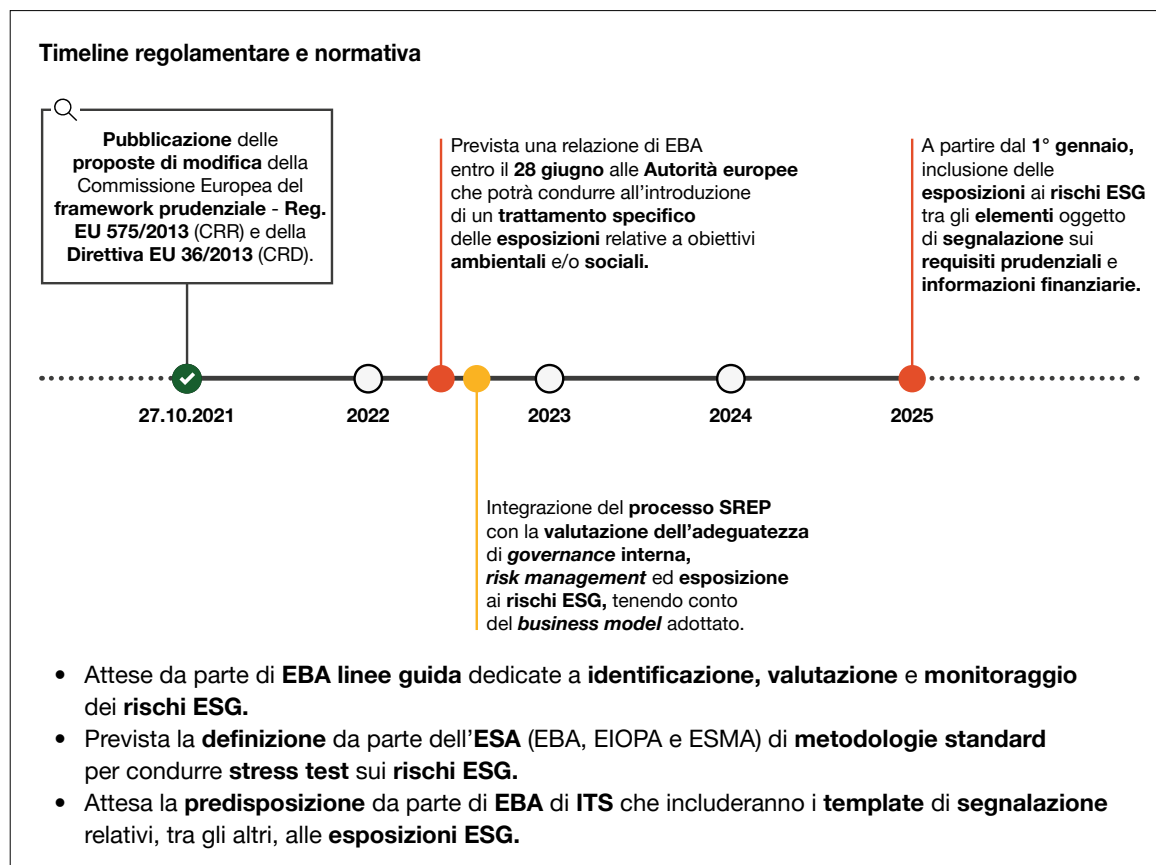 Timeline regolamentare e normativa
Pubblicazione delle
proposte di modifica della
Commissione Europea del
framework prudenziale - Reg.
EU 575/2013 (CRR) e della
Direttiva EU 36/2013 (CRD).
Prevista una relazione di EBA
entro il 28 giugno alle Autorità europee
che potrà condurre all'introduzione
di un trattamento specifico
delle esposizioni relative a obiettivi
ambientali e/o sociali.
A partire dal 1° gennaio,
inclusione delle
esposizioni ai rischi ESG
tra gli elementi oggetto
di segnalazione sui
requisiti prudenziali e
informazioni finanziarie.
27.10.2021
2022
2023
2024
2025
Integrazione del processo SREP
con la valutazione dell'adeguatezza
di governance interna,
risk management ed esposizione
ai rischi ESG, tenendo conto
del business model adottato.
• Attese da parte di EBA linee guida dedicate a identificazione, valutazione e monitoraggio
dei rischi ESG.
• Prevista la definizione da parte dell'ESA (EBA, EIOPA e ESMA) di metodologie standard
per condurre stress test sui rischi ESG.
• Attesa la predisposizione da parte di EBA di ITS che includeranno i template di segnalazione
relativi, tra gli altri, alle esposizioni ESG.